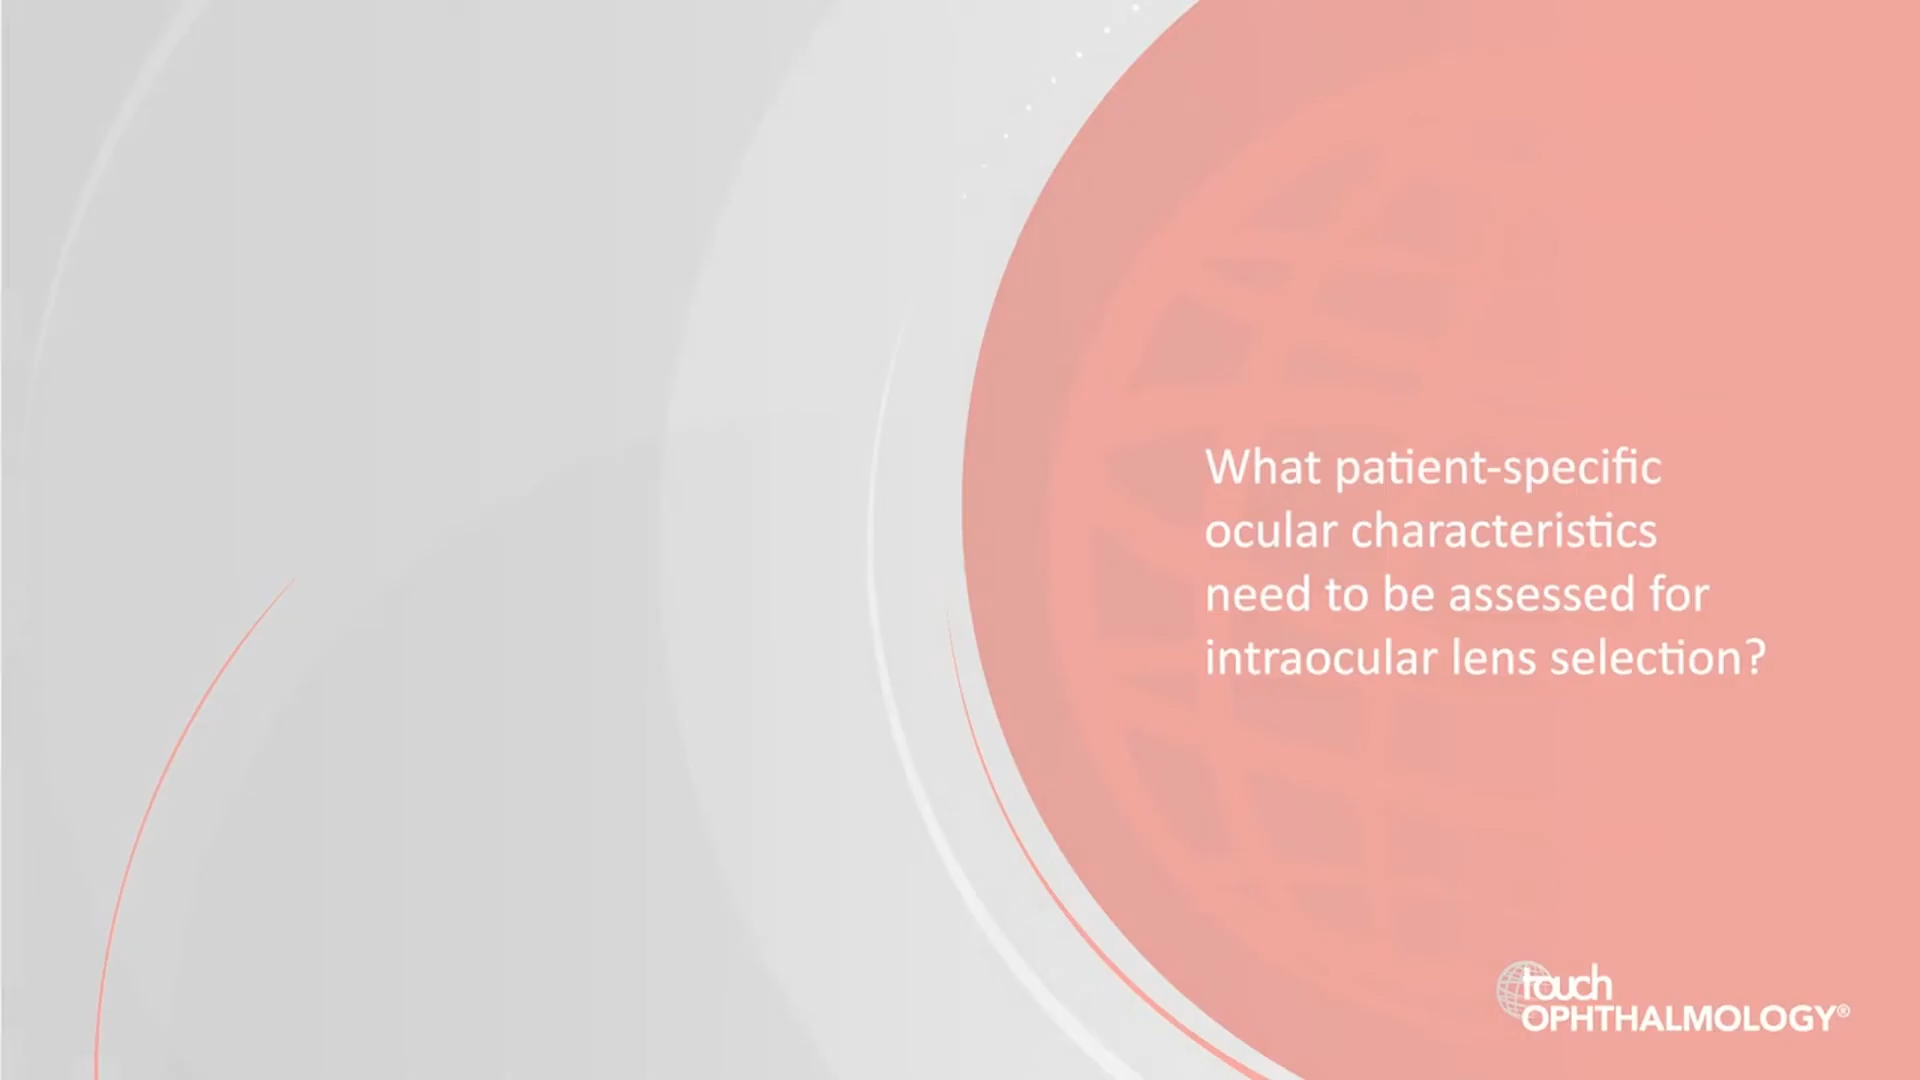 What patient-specific
ocular characteristics
need to be assessed for
intraocular lens selection?
touch
OPHTHALMOLOGY®